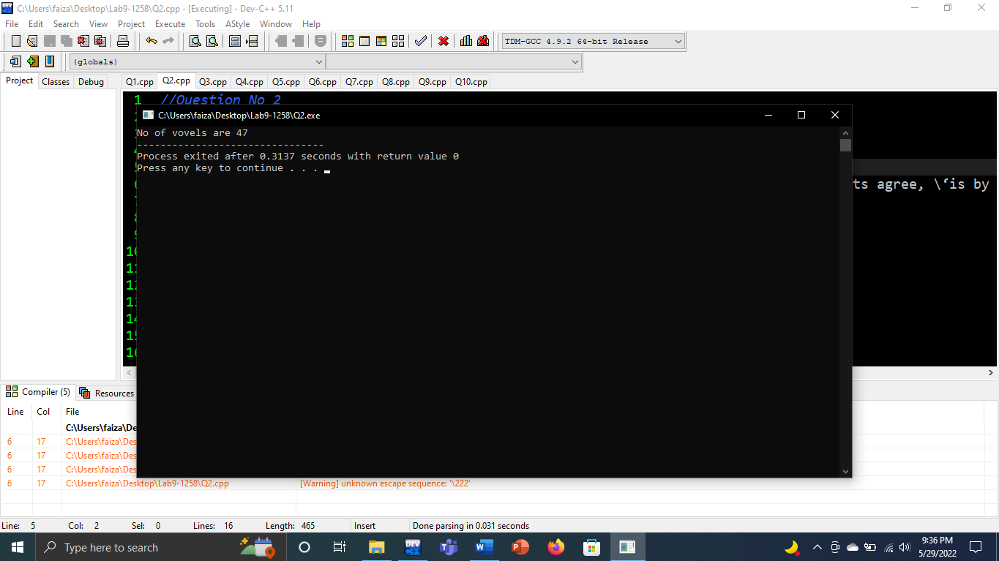 C:\Users\faiza\Desktop\Lab9-1258\Q2.cpp - [Executing] - Dev-C++ 5.11
File Edit Search View Project Execute Tools AStyle Window Help
TDM-GCC 4.9.2 64-bit Release
(globals)
Project Classes Debug Q1.cpp Q2.cpp Q3.cpp Q4.cpp Q5.cpp Q6.cpp Q7.cpp Q8.cpp Q9.cpp Q10.cpp
1 //Question No 2
C:\Users\faiza\Desktop\Lab9-1258\Q2.exe
No of vovels are 47
--------------------------------
Process exited after 0.3137 seconds with return value 0
Press any key to continue . . .
ts agree, \‘is by
10
11
12
13
14
15
16
Compiler (5) Resources
Line Col File
C:\Users\faiza\De
6 17 C:\Users\faiza\Des
6 17 C:\Users\faiza\Des
6 17 C:\Users\faiza\Des
6 17 C:\Users\faiza\Desktop\Lab9-1258\Q2.cpp [Warning] unknown escape sequence: '\222'
Line: 5 Col: 2 Sel: 0 Lines: 16 Length: 465 Insert Done parsing in 0.031 seconds
Type here to search
DEV
9:36 PM
5/29/2022